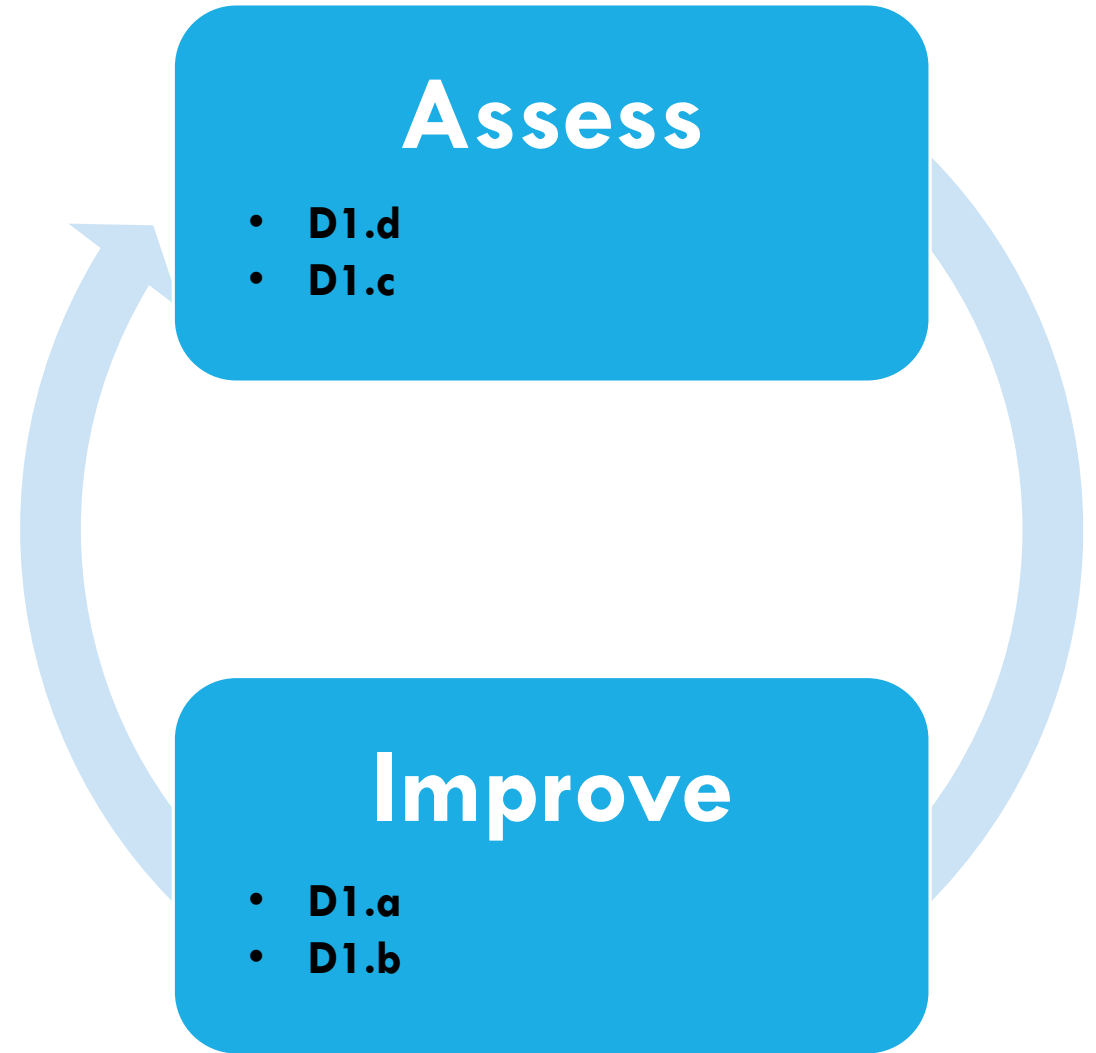 Assess
• D1.d
• D1.c
Improve
• D1.a
• D1.b